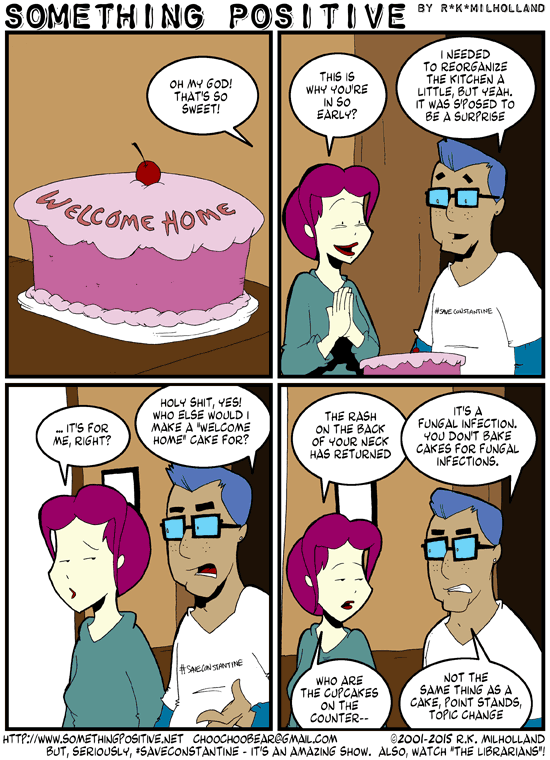 SOMETHING POSITIVE BY R*K*MILHOLLAND
OH MY GOD!
THAT'S SO
SWEET!
WELCOME HOME
THIS IS
WHY YOU'RE
IN SO
EARLY?
I NEEDED
TO REORGANIZE
THE KITCHEN A
LITTLE, BUT YEAH.
IT WAS S'POSED TO
BE A SURPRISE
#SAVECONSTANTINE
... IT'S FOR
ME, RIGHT?
HOLY SHIT, YES!
WHO ELSE WOULD I
MAKE A "WELCOME
HOME" CAKE FOR?
#SAVECONSTANTINE
THE RASH
ON THE BACK
OF YOUR NECK
HAS RETURNED
IT'S A
FUNGAL INFECTION.
YOU DON'T BAKE
CAKES FOR FUNGAL
INFECTIONS.
WHO ARE
THE CUPCAKES
ON THE
COUNTER--
NOT THE
SAME THING AS A
CAKE, POINT STANDS,
TOPIC CHANGE
HTTP://WWW.SOMETHINGPOSITIVE.NET CHOOCHOOBEAR@GMAIL.COM ©2001-2015 R.K. MILHOLLAND
BUT, SERIOUSLY, #SAVECONSTANTINE - IT'S AN AMAZING SHOW. ALSO, WATCH "THE LIBRARIANS"!